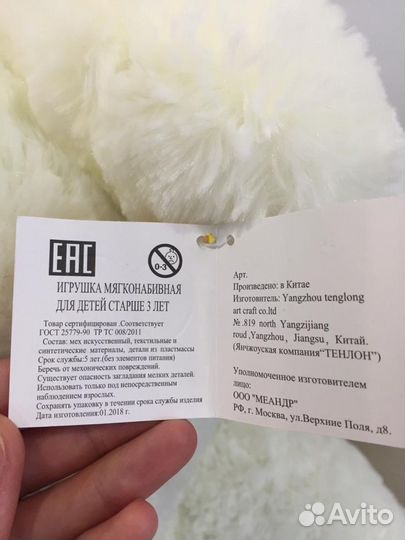 EAC
0-3
ИГРУШКА МЯГКОНАБИВНАЯ
ДЛЯ ДЕТЕЙ СТАРШЕ 3 ЛЕТ
Товар сертифицирован .Соответствует
ГОСТ 25779-90 ТР ТС 008/2011
Состав: мех искусственный, текстильные и
синтетические материалы, детали из пластмассы
Срок службы:5 лет.(без элементов питания)
Беречь от механических повреждений.
Существует опасность загладания мелких деталей.
Использовать только под непосредственным
наблюдением взрослых.
Сохранять упаковку в течении срока службы изделия
Дата изготовления:01.2018 г.
Арт.
Произведено: в Китае
Изготовитель: Yangzhou tenglong
art craft co.ltd
№ 819 north Yangzijiang
roud ,Yangzhou , Jiangsu , Китай.
(Янчжоуская компания“ТЕНЛОН”)
Уполномоченное изготовителем
лицо:
ООО "МЕАНДР"
РФ, г. Москва, ул.Верхние Поля, д8.
Avito